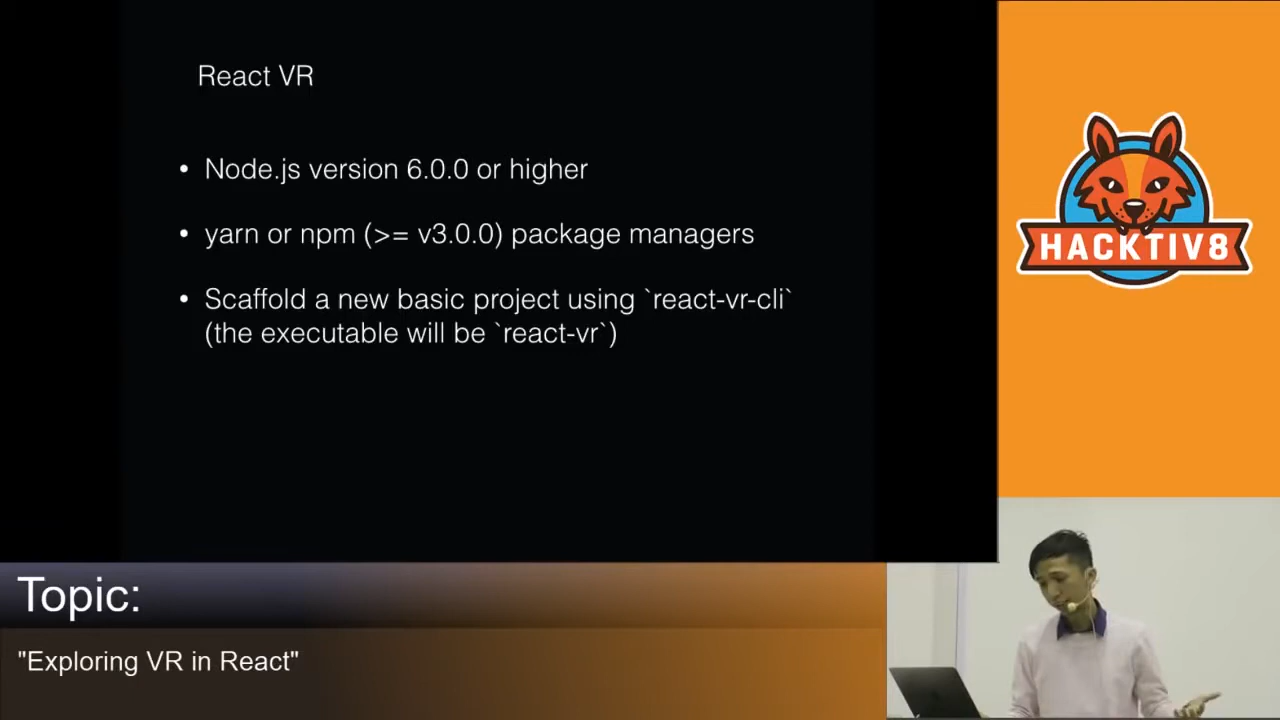 React VR
• Node.js version 6.0.0 or higher
• yarn or npm (>= v3.0.0) package managers
• Scaffold a new basic project using `react-vr-cli`
(the executable will be `react-vr`)
HACKTIV8
Topic:
"Exploring VR in React"